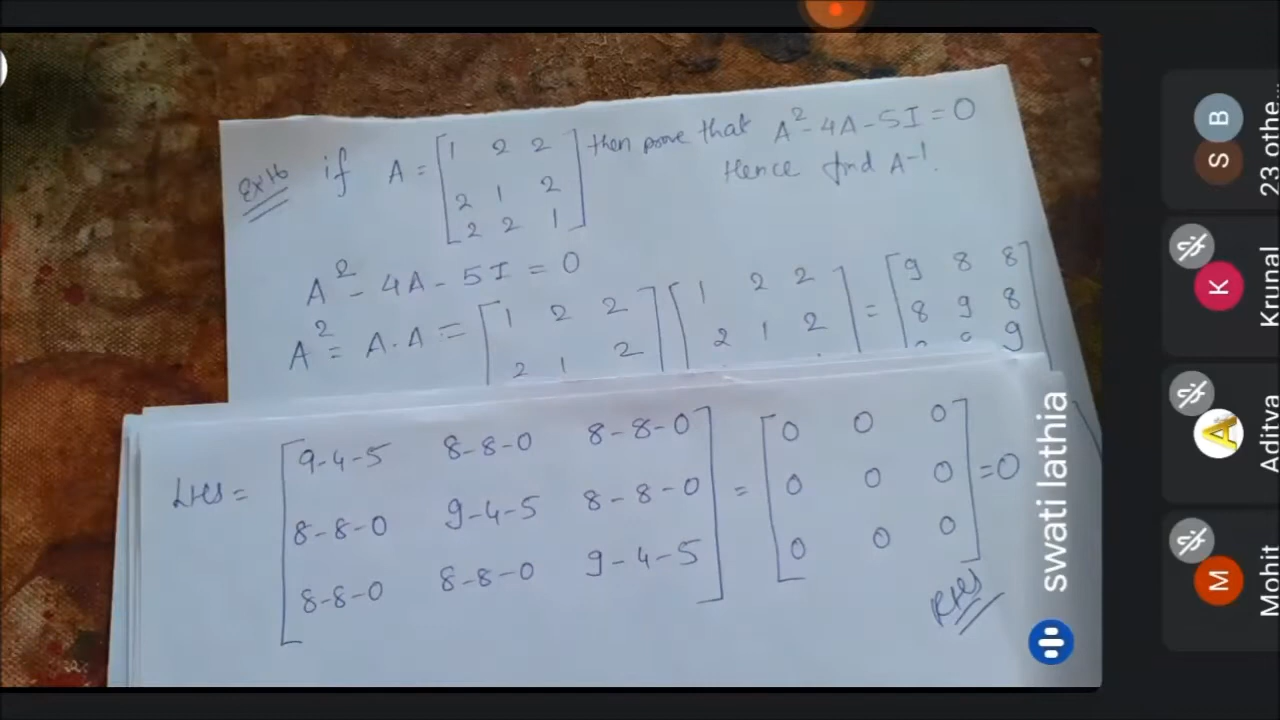 Ex16 if A = [1 2 2
2 1 2
2 2 1] then prove that A² - 4A - 5I = 0
Hence find A-1.
A² - 4A - 5I = 0
A² = A.A = [1 2 2
2 1 2] [1 2 2
2 1 2] = [9 8 8
8 9 8
9]
LHS = [9-4-5 8-8-0 8-8-0
8-8-0 9-4-5 8-8-0
8-8-0 8-8-0 9-4-5] = [0 0 0
0 0 0
0 0 0] = 0
RHS
swati lathia
S B
23 othe...
K
Krunal
A
Aditya
M
Mohit